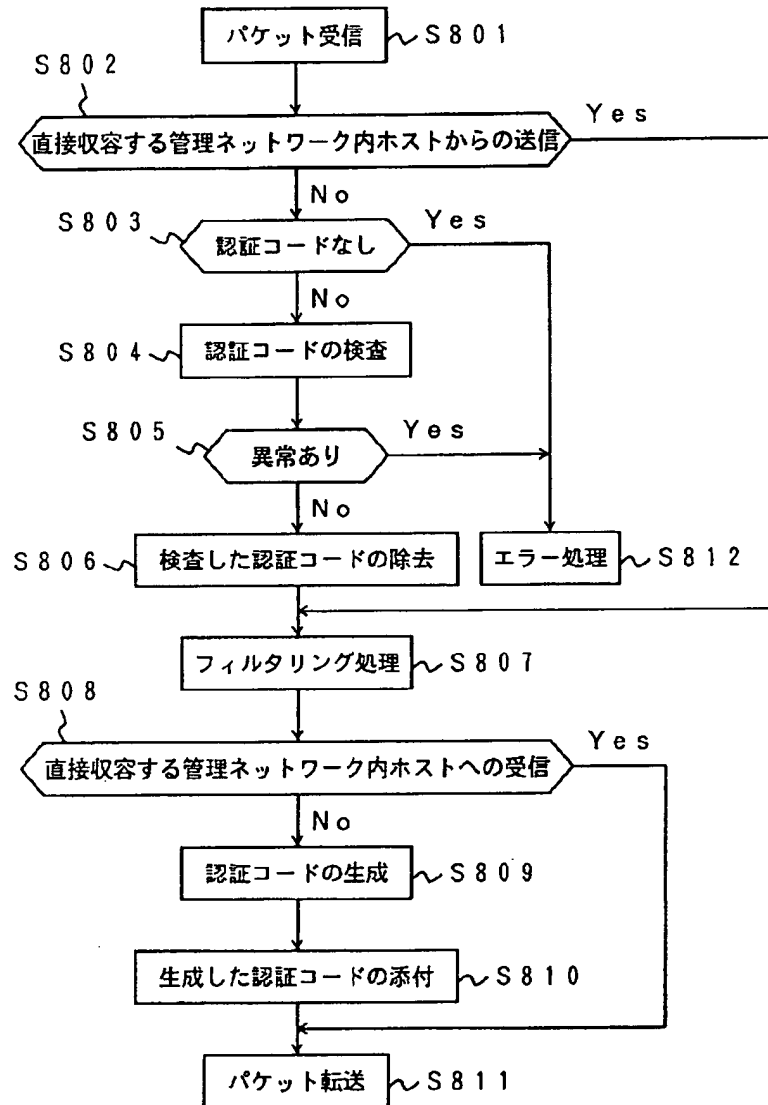 パケット受信 S801
S802
直接収容する管理ネットワーク内ホストからの送信 Yes
No
S803 認証コードなし Yes
No
S804 認証コードの検査
S805 異常あり Yes
No
S806 検査した認証コードの除去 エラー処理 S812
フィルタリング処理 S807
S808
直接収容する管理ネットワーク内ホストへの受信 Yes
No
認証コードの生成 S809
生成した認証コードの添付 S810
パケット転送 S811